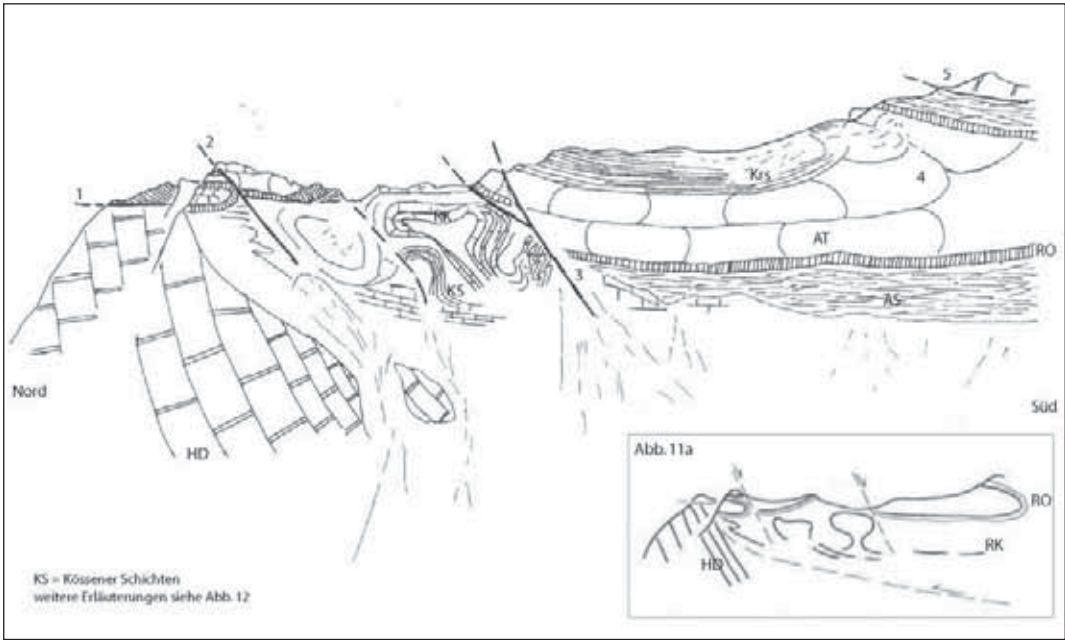 5
2
1
Krs
4
RK
AT
RO
3
KS
AS
Nord
Süd
HD
Abb. 11a
RO
RK
HD
KS = Kössener Schichten
weitere Erläuterungen siehe Abb. 12